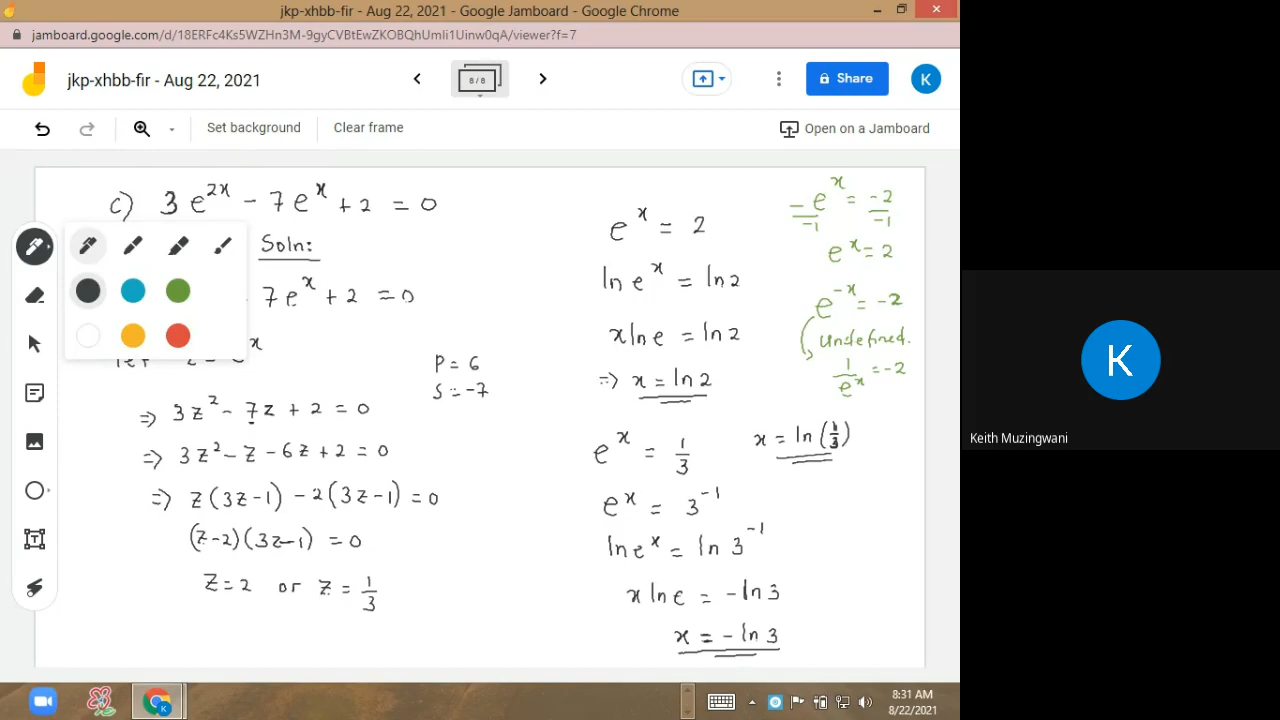 jkp-xhbb-fir - Aug 22, 2021 - Google Jamboard - Google Chrome
jamboard.google.com/d/18ERFc4Ks5WZHn3M-9gyCVBtEwZKOBQhUmli1Uinw0qA/viewer?f=7
jkp-xhbb-fir - Aug 22, 2021
8 / 8
Share
K
Set background
Clear frame
Open on a Jamboard
c) 3e^{2x} - 7e^x + 2 = 0
Soln:
7e^x + 2 = 0
x
P = 6
S = -7
=> 3z² - 7z + 2 = 0
=> 3z² - z - 6z + 2 = 0
=> z(3z-1) - 2(3z-1) = 0
(z-2)(3z-1) = 0
z = 2 or z = 1/3
e^x = 2
ln e^x = ln 2
x ln e = ln 2
=> x = ln 2
e^x = 1/3
x = ln(1/3)
e^x = 3^{-1}
ln e^x = ln 3^{-1}
x ln e = -ln 3
x = -ln 3
-e^x/-1 = -2/-1
e^x = 2
e^{-x} = -2
Undefined.
1/e^x = -2
K
Keith Muzingwani
8:31 AM
8/22/2021